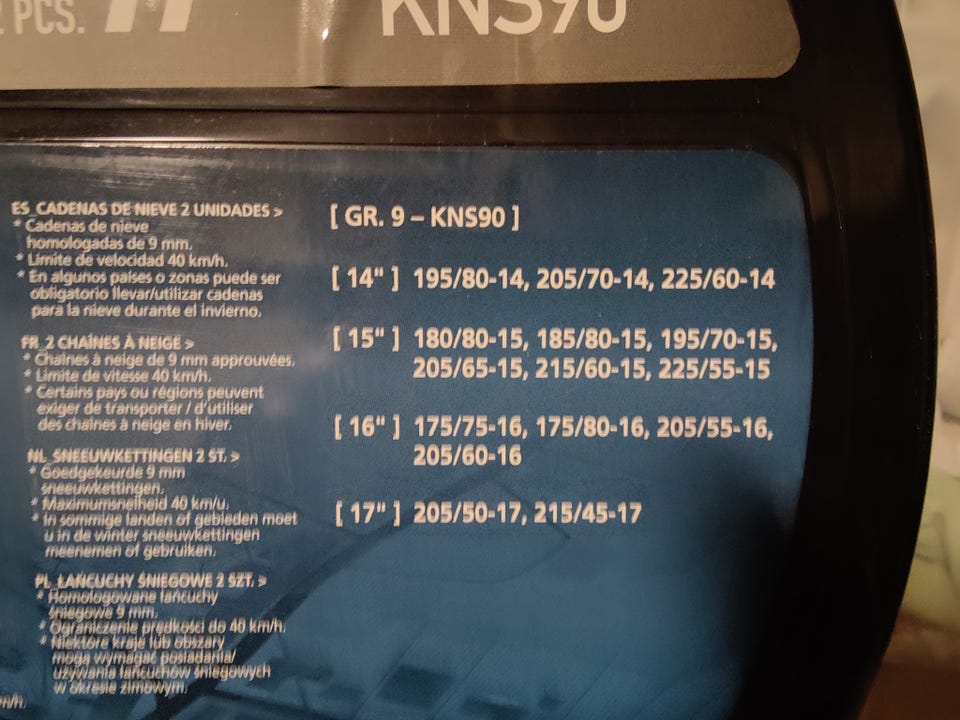 PCS.
KNS90
ES_CADENAS DE NIEVE 2 UNIDADES >
* Cadenas de nieve
homologadas de 9 mm.
* Límite de velocidad 40 km/h.
* En algunos países o zonas puede ser
obligatorio llevar/utilizar cadenas
para la nieve durante el invierno.
FR_2 CHAÎNES À NEIGE >
* Chaînes à neige de 9 mm approuvées.
* Limite de vitesse 40 km/h.
* Certains pays ou régions peuvent
exiger de transporter / d'utiliser
des chaînes à neige en hiver.
NL_SNEEUWKETTINGEN 2 ST. >
* Goedgekeurde 9 mm
sneeuwkettingen.
* Maximumsnelheid 40 km/u.
* In sommige landen of gebieden moet
u in de winter sneeuwkettingen
meenemen of gebruiken.
PL_ŁAŃCUCHY ŚNIEGOWE 2 SZT. >
* Homologowane łańcuchy
śniegowe 9 mm.
* Ograniczenie prędkości do 40 km/h.
* Niektóre kraje lub obszary
mogą wymagać posiadania/
używania łańcuchów śniegowych
w okresie zimowym.
m/h.
[ GR. 9 – KNS90 ]
[ 14" ] 195/80-14, 205/70-14, 225/60-14
[ 15" ] 180/80-15, 185/80-15, 195/70-15,
205/65-15, 215/60-15, 225/55-15
[ 16" ] 175/75-16, 175/80-16, 205/55-16,
205/60-16
[ 17" ] 205/50-17, 215/45-17